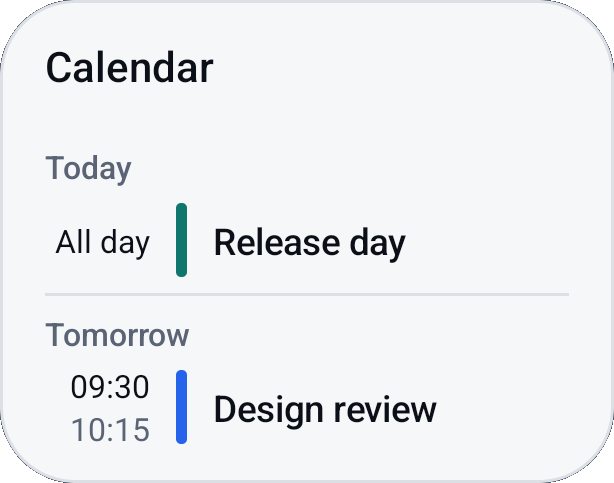 Calendar
Today
All day Release day
Tomorrow
09:30
10:15 Design review